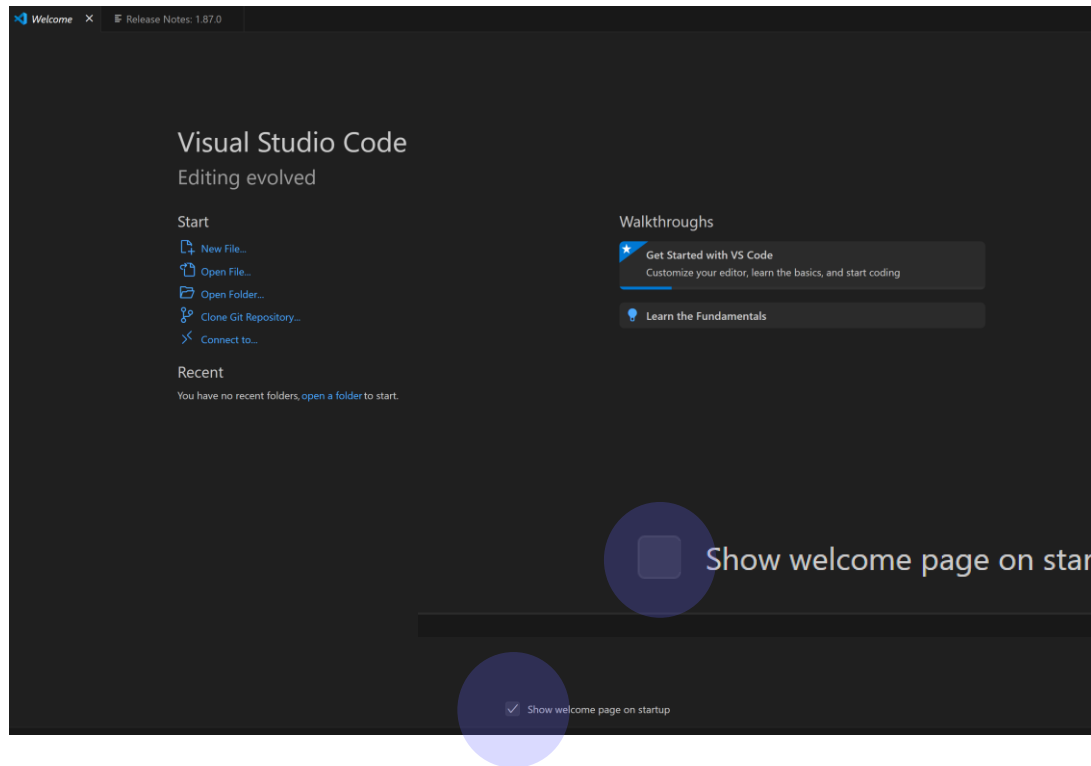 Welcome
Release Notes: 1.87.0
Visual Studio Code
Editing evolved
Start
New File...
Open File...
Open Folder...
Clone Git Repository...
Connect to...
Recent
You have no recent folders, open a folder to start.
Walkthroughs
Get Started with VS Code
Customize your editor, learn the basics, and start coding
Learn the Fundamentals
Show welcome page on star
Show welcome page on startup